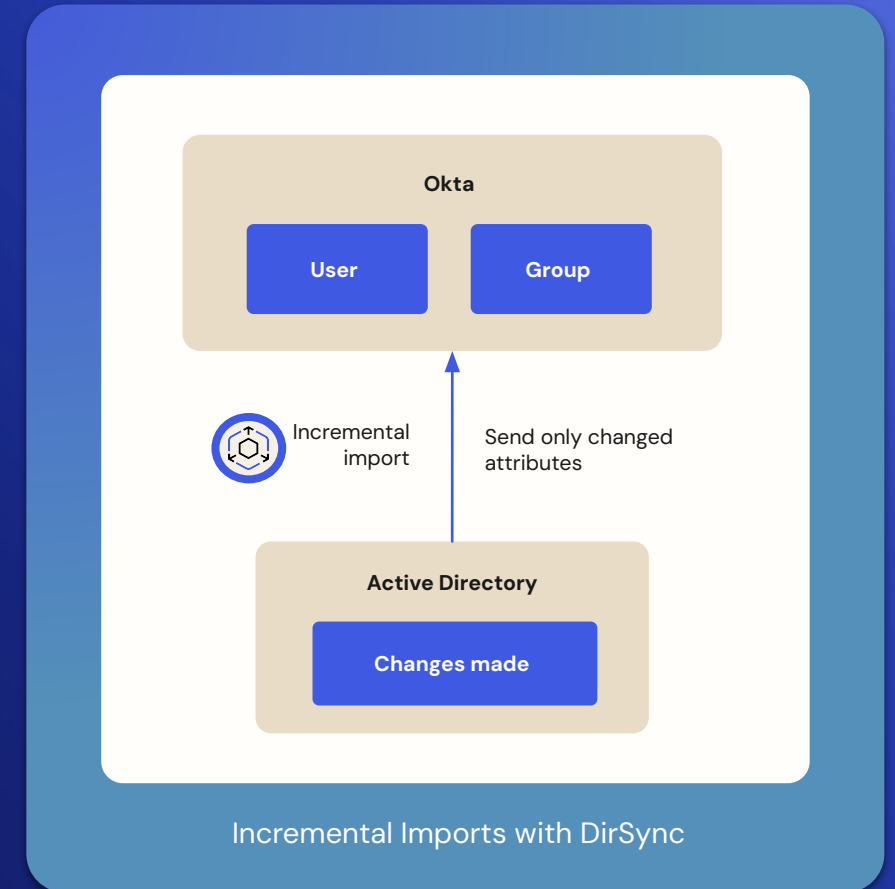 Okta
User
Group
Incremental
import
Send only changed
attributes
Active Directory
Changes made
Incremental Imports with DirSync